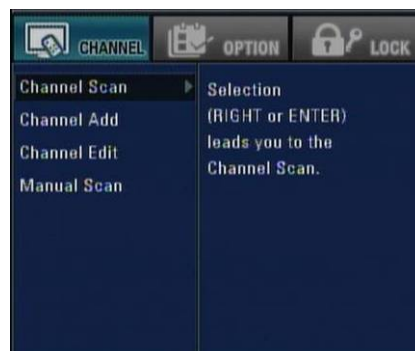 CHANNEL OPTION LOCK
Channel Scan
Channel Add
Channel Edit
Manual Scan
Selection
(RIGHT or ENTER)
leads you to the
Channel Scan.